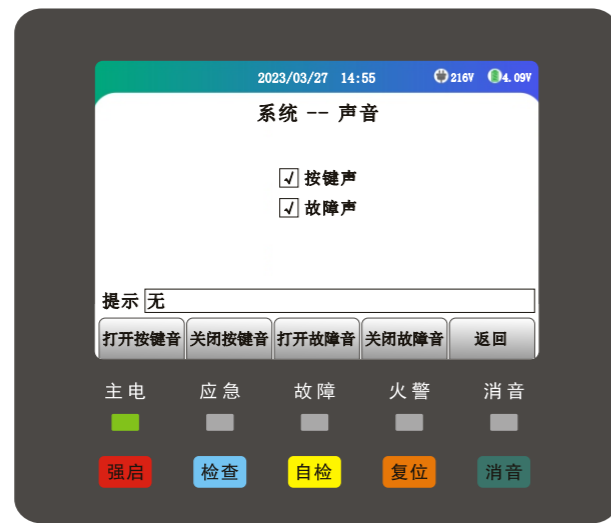 2023/03/27 14:55 216V 4.09V
系统 -- 声音
√ 按键声
√ 故障声
提示 无
打开按键音 关闭按键音 打开故障音 关闭故障音 返回
主电 应急 故障 火警 消音
强启 检查 自检 复位 消音